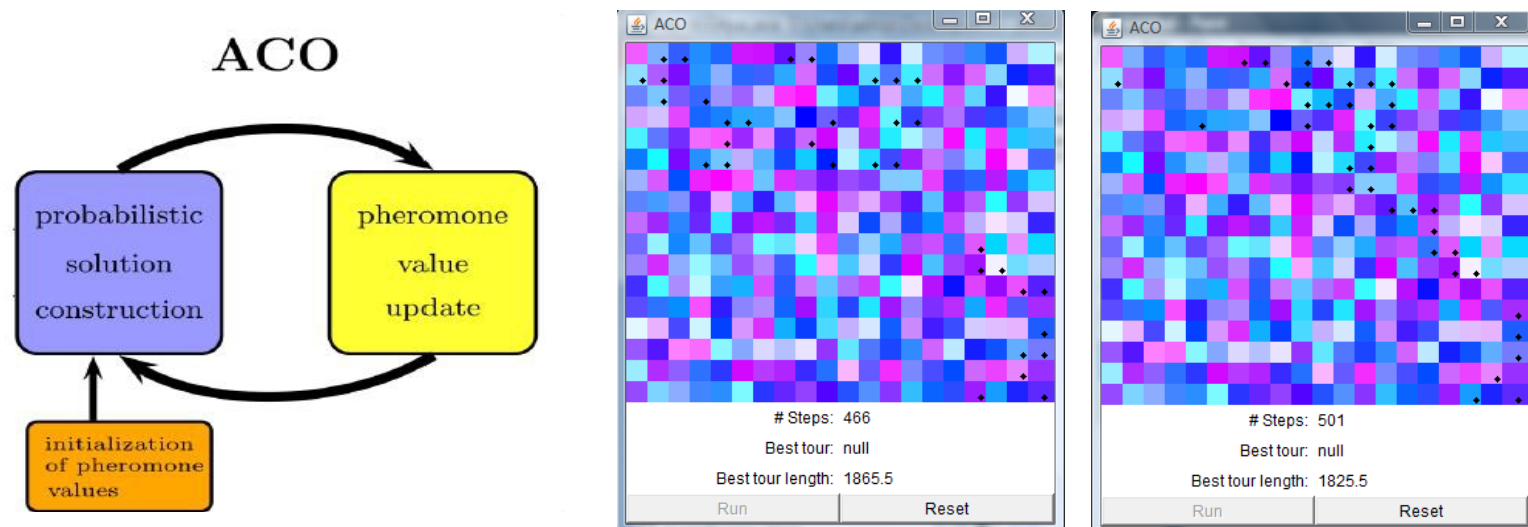 ACO
probabilistic
solution
construction
pheromone
value
update
initialization
of pheromone
values
ACO
# Steps: 466
Best tour: null
Best tour length: 1865.5
Run Reset
ACO
# Steps: 501
Best tour: null
Best tour length: 1825.5
Run Reset